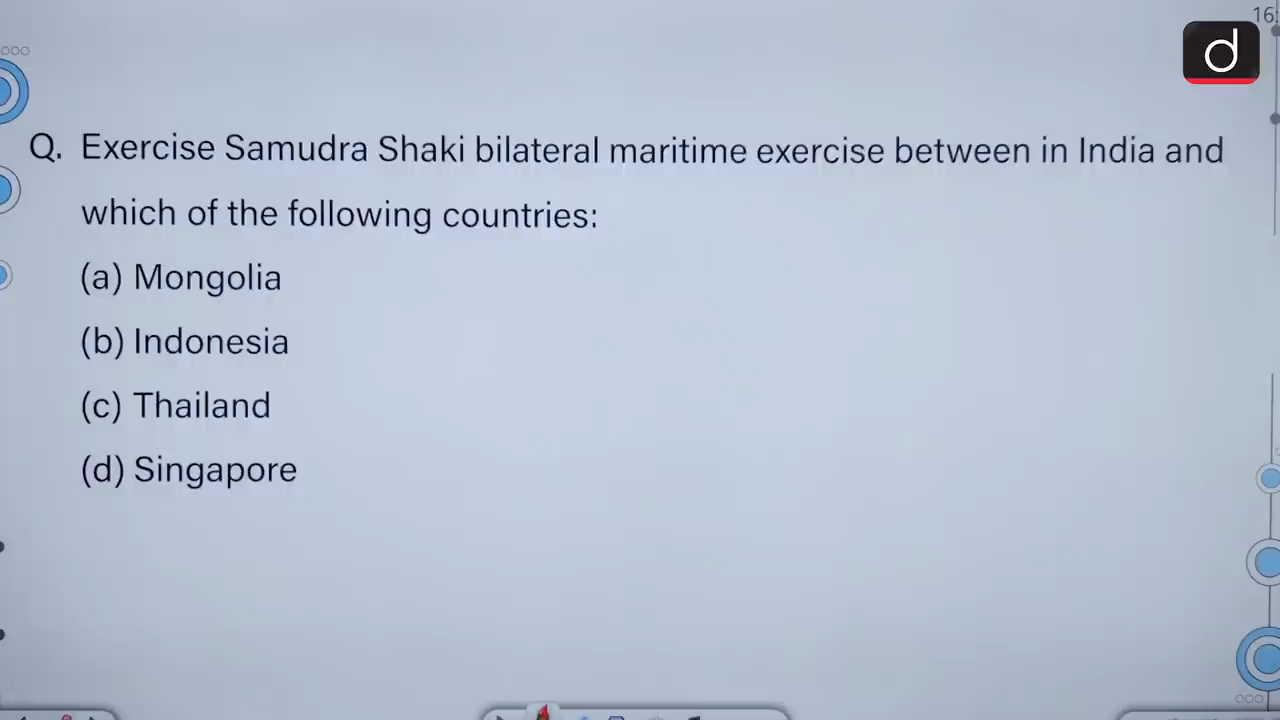 16:
d
Q. Exercise Samudra Shaki bilateral maritime exercise between in India and
which of the following countries:
(a) Mongolia
(b) Indonesia
(c) Thailand
(d) Singapore